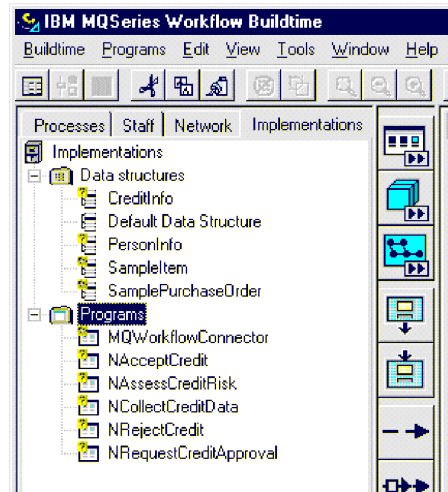 IBM MQSeries Workflow Buildtime
Buildtime Programs Edit View Tools Window Help
Processes Staff Network Implementations
Implementations
Data structures
CreditInfo
Default Data Structure
PersonInfo
SampleItem
SamplePurchaseOrder
Programs
MQWorkflowConnector
NAcceptCredit
NAssessCreditRisk
NCollectCreditData
NRejectCredit
NRequestCreditApproval